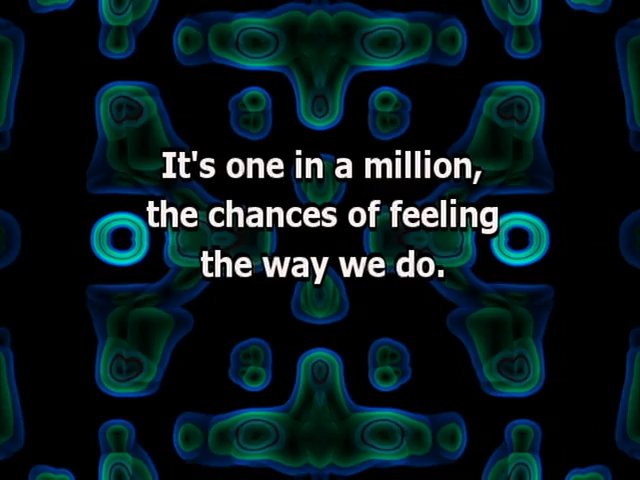 It's one in a million,
the chances of feeling
the way we do.